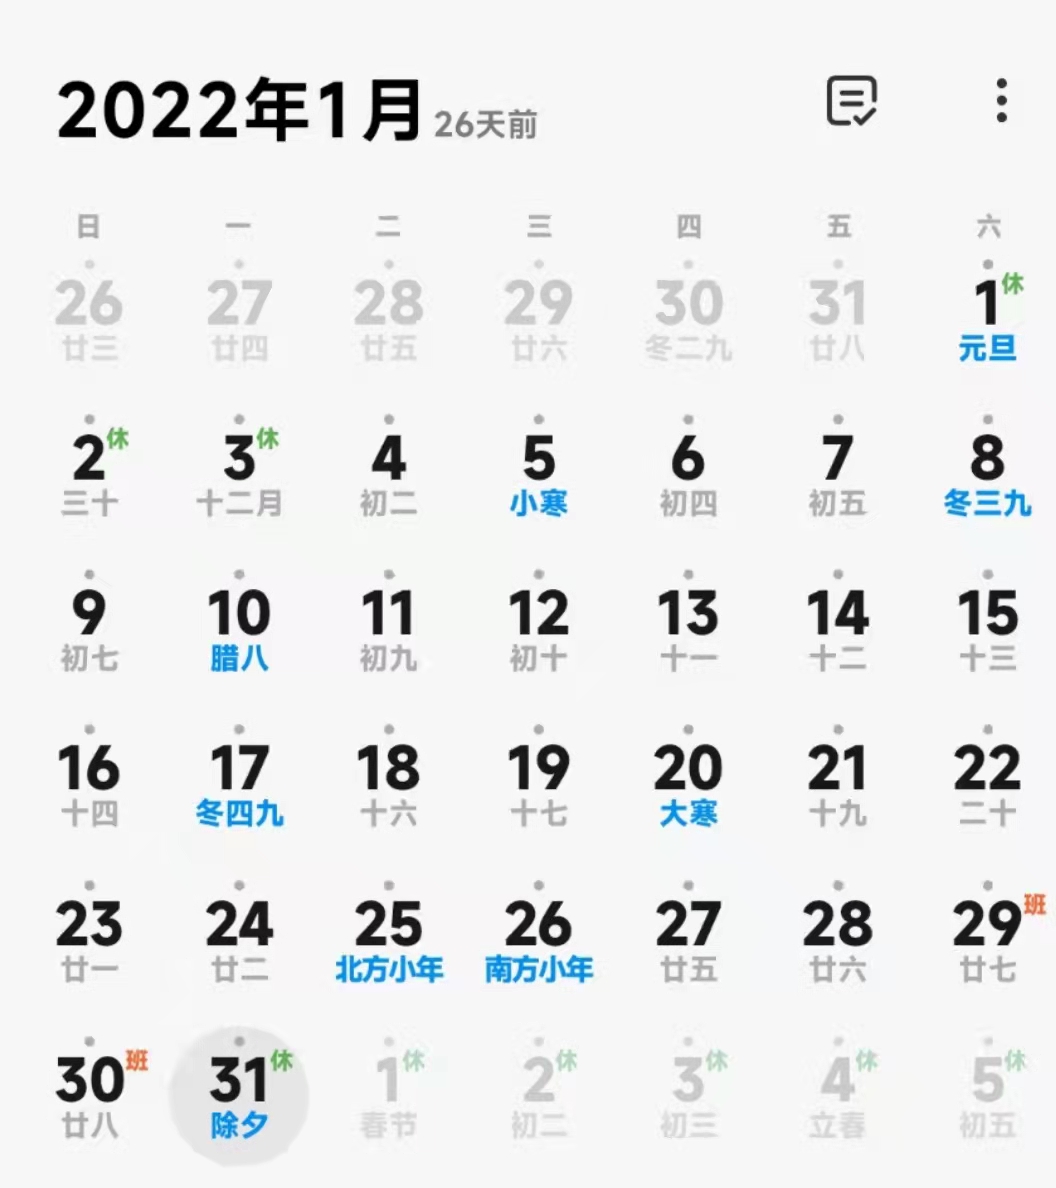 2022年1月 26天前
日 一 二 三 四 五 六
26 27 28 29 30 31 1休
廿三 廿四 廿五 廿六 冬二九 廿八 元旦
2休 3休 4 5 6 7 8
三十 十二月 初二 小寒 初四 初五 冬三九
9 10 11 12 13 14 15
初七 腊八 初九 初十 十一 十二 十三
16 17 18 19 20 21 22
十四 冬四九 十六 十七 大寒 十九 二十
23 24 25 26 27 28 29班
廿一 廿二 北方小年 南方小年 廿五 廿六 廿七
30班 31休 1休 2休 3休 4休 5休
廿八 除夕 春节 初二 初三 立春 初五